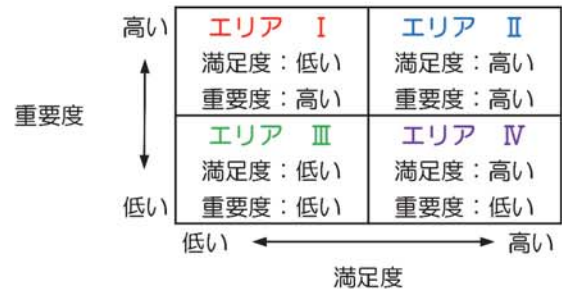 高い
重要度
低い
エリア Ⅰ
満足度：低い
重要度：高い
エリア Ⅱ
満足度：高い
重要度：高い
エリア Ⅲ
満足度：低い
重要度：低い
エリア Ⅳ
満足度：高い
重要度：低い
低い
高い
満足度